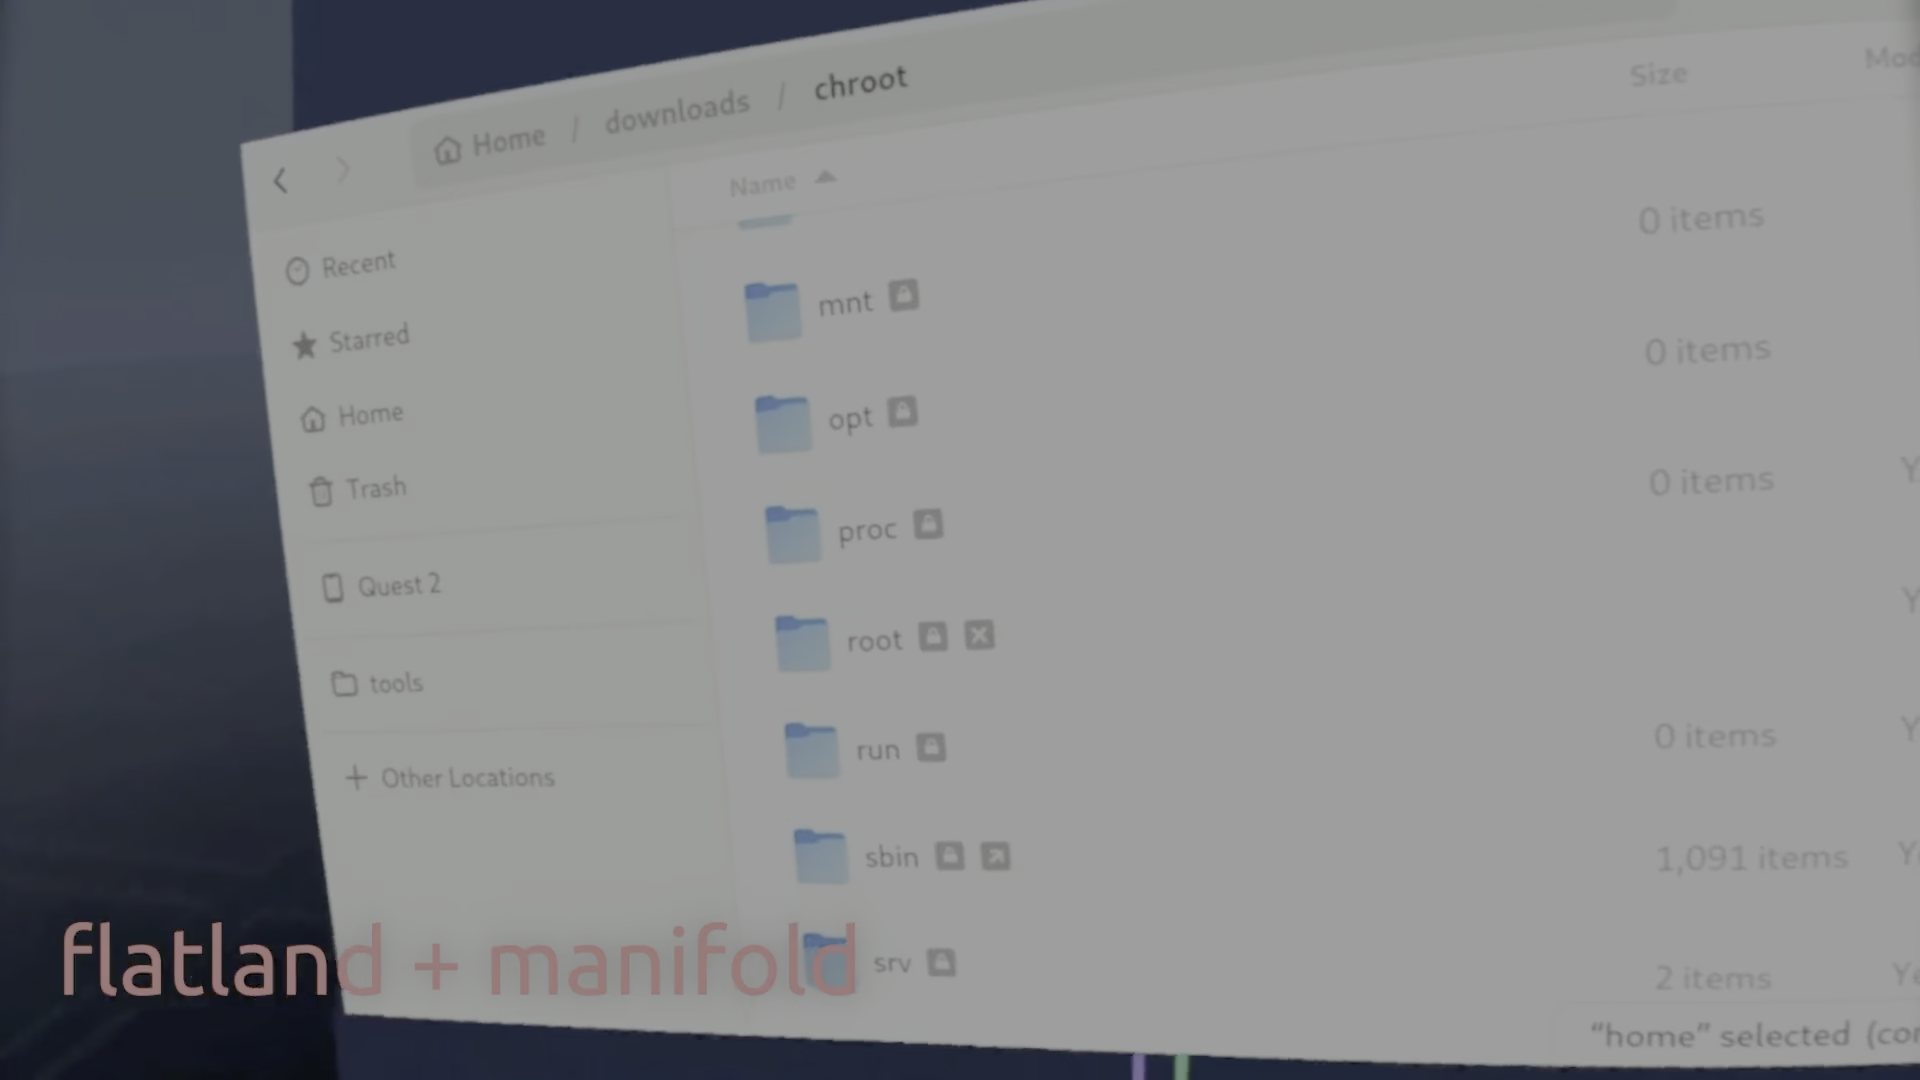 Home / downloads / chroot
Name
Size
Recent
Starred
Home
Trash
Quest 2
tools
Other Locations
0 items
mnt
0 items
opt
0 items
proc
root
run
0 items
sbin
1,091 items
srv
2 items
"home" selected
flatland + manifold